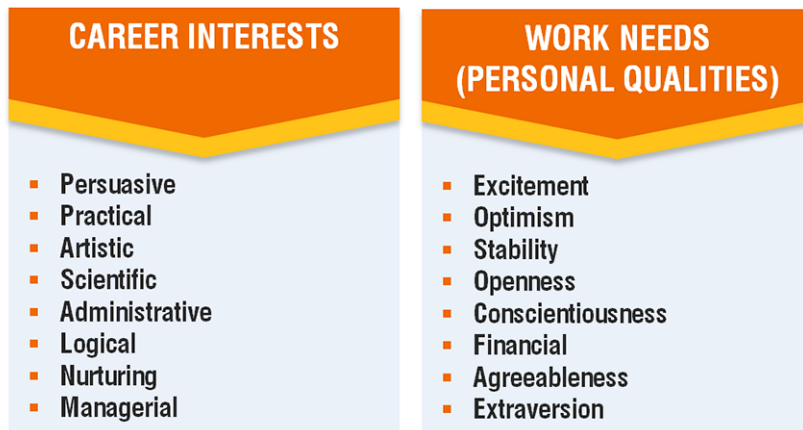 CAREER INTERESTS
Persuasive
Practical
Artistic
Scientific
Administrative
Logical
Nurturing
Managerial
WORK NEEDS
(PERSONAL QUALITIES)
Excitement
Optimism
Stability
Openness
Conscientiousness
Financial
Agreeableness
Extraversion